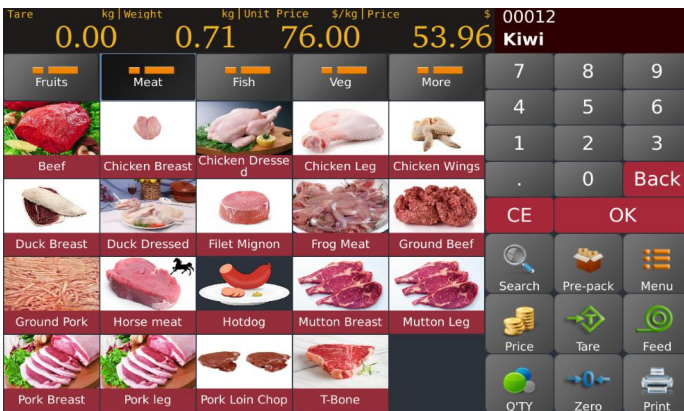 Tare kg|Weight kg|Unit Price $/kg|Price $
0.00 0.71 76.00 53.96
00012
Kiwi
Fruits Meat Fish Veg More
7 8 9
4 5 6
1 2 3
. 0 Back
CE OK
Beef Chicken Breast Chicken Dresse
d Chicken Leg Chicken Wings
Duck Breast Duck Dressed Filet Mignon Frog Meat Ground Beef
Search Pre-pack Menu
Ground Pork Horse meat Hotdog Mutton Breast Mutton Leg
Price Tare Feed
Pork Breast Pork leg Pork Loin Chop T-Bone
Q'TY Zero Print